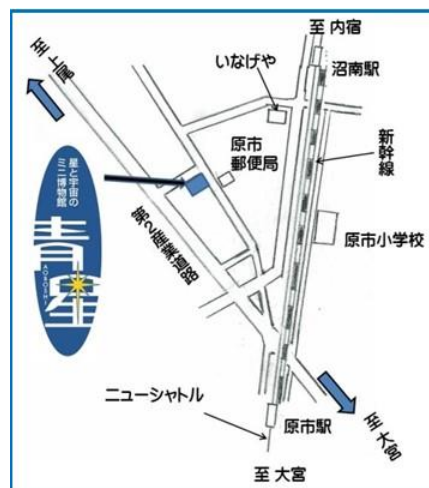 至 内宿
至 上尾
沼南駅
いなげや
新幹線
原市
郵便局
星と宇宙の
ミニ博物館
青星
AOBOSHI
第2産業道路
原市小学校
ニューシャトル
原市駅
至 大宮
至 大宮